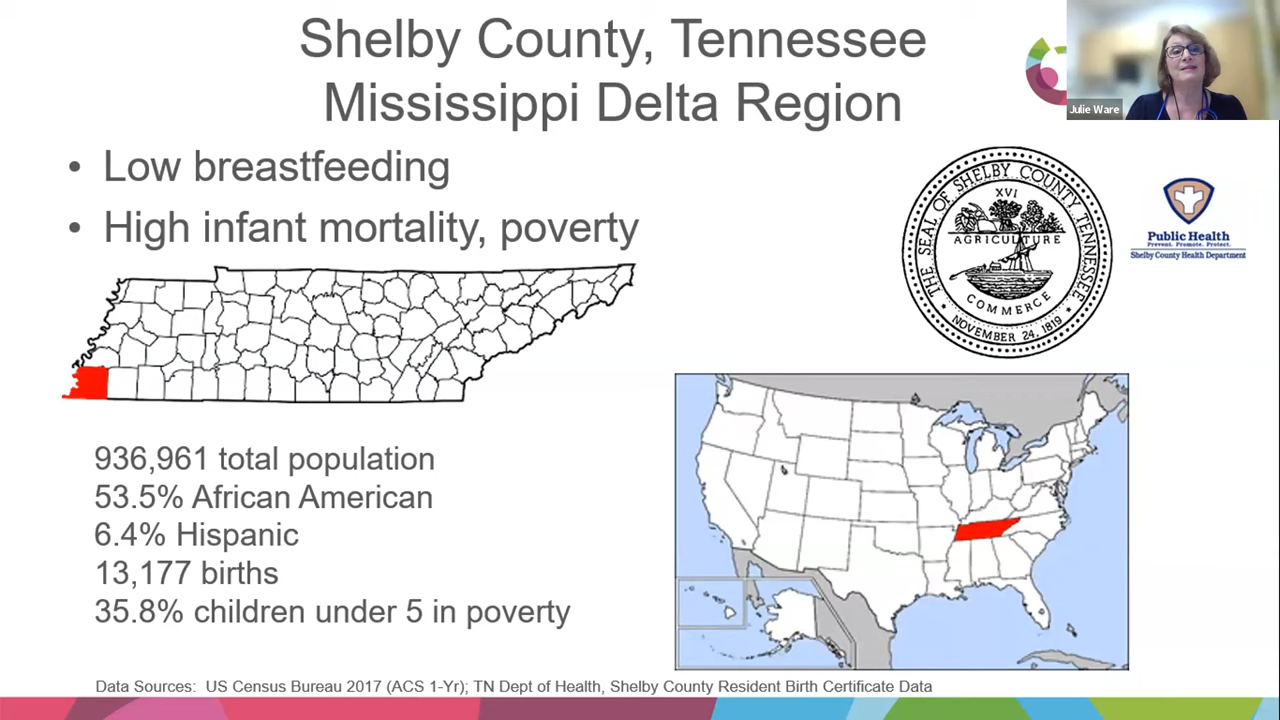 Shelby County, Tennessee
Mississippi Delta Region
Julie Ware
• Low breastfeeding
• High infant mortality, poverty
THE SEAL OF SHELBY COUNTY TENNESSEE
XVI
AGRICULTURE
COMMERCE
• NOVEMBER 24, 1819 •
Public Health
Prevent. Promote. Protect.
Shelby County Health Department
936,961 total population
53.5% African American
6.4% Hispanic
13,177 births
35.8% children under 5 in poverty
Data Sources: US Census Bureau 2017 (ACS 1-Yr); TN Dept of Health, Shelby County Resident Birth Certificate Data